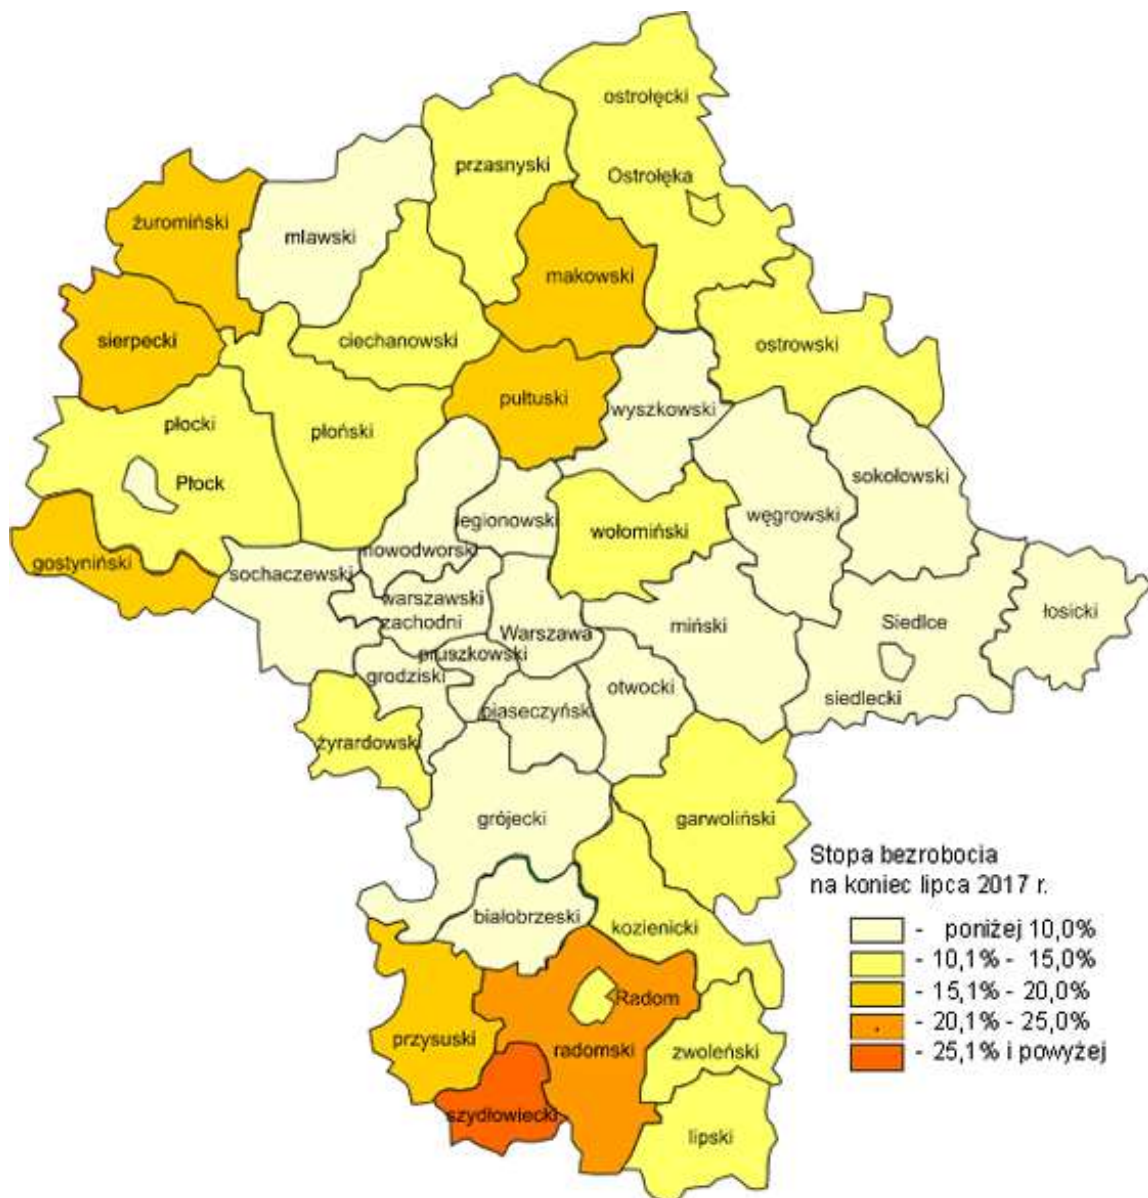 ostrołęcki
przasnyski
Ostrołęka
żuromiński
mlawski
makowski
sierpecki
ciechanowski
ostrowski
pułtuski
wyszkowski
płocki
płoński
sokołowski
Płock
legionowski
węgrowski
wołomiński
gostyniński
nowodworski
sochaczewski
warszawski
zachodni
łosicki
Siedlce
miński
Warszawa
pruszkowski
grodziski
otwocki
siedlecki
piaseczyński
żyrardowski
grójecki
garwoliński
Stopa bezrobocia
na koniec lipca 2017 r.
białobrzeski
kozienicki
- poniżej 10,0%
- 10,1% - 15,0%
- 15,1% - 20,0%
- 20,1% - 25,0%
- 25,1% i powyżej
Radom
przysuski
radomski
zwoleński
szydłowiecki
lipski